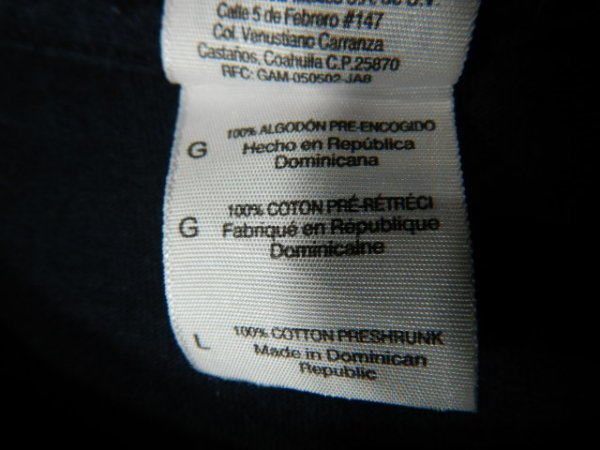 Calle 5 de Febrero #147
Col. Venustiano Carranza
Castaños, Coahuila C.P. 25870
RFC: GAM-050502-JA8
G 100% ALGODÓN PRE-ENCOGIDO
Hecho en República
Dominicana
G 100% COTON PRÉ-RÉTRÉCI
Fabriqué en République
Dominicaine
L 100% COTTON PRESHRUNK
Made in Dominican
Republic